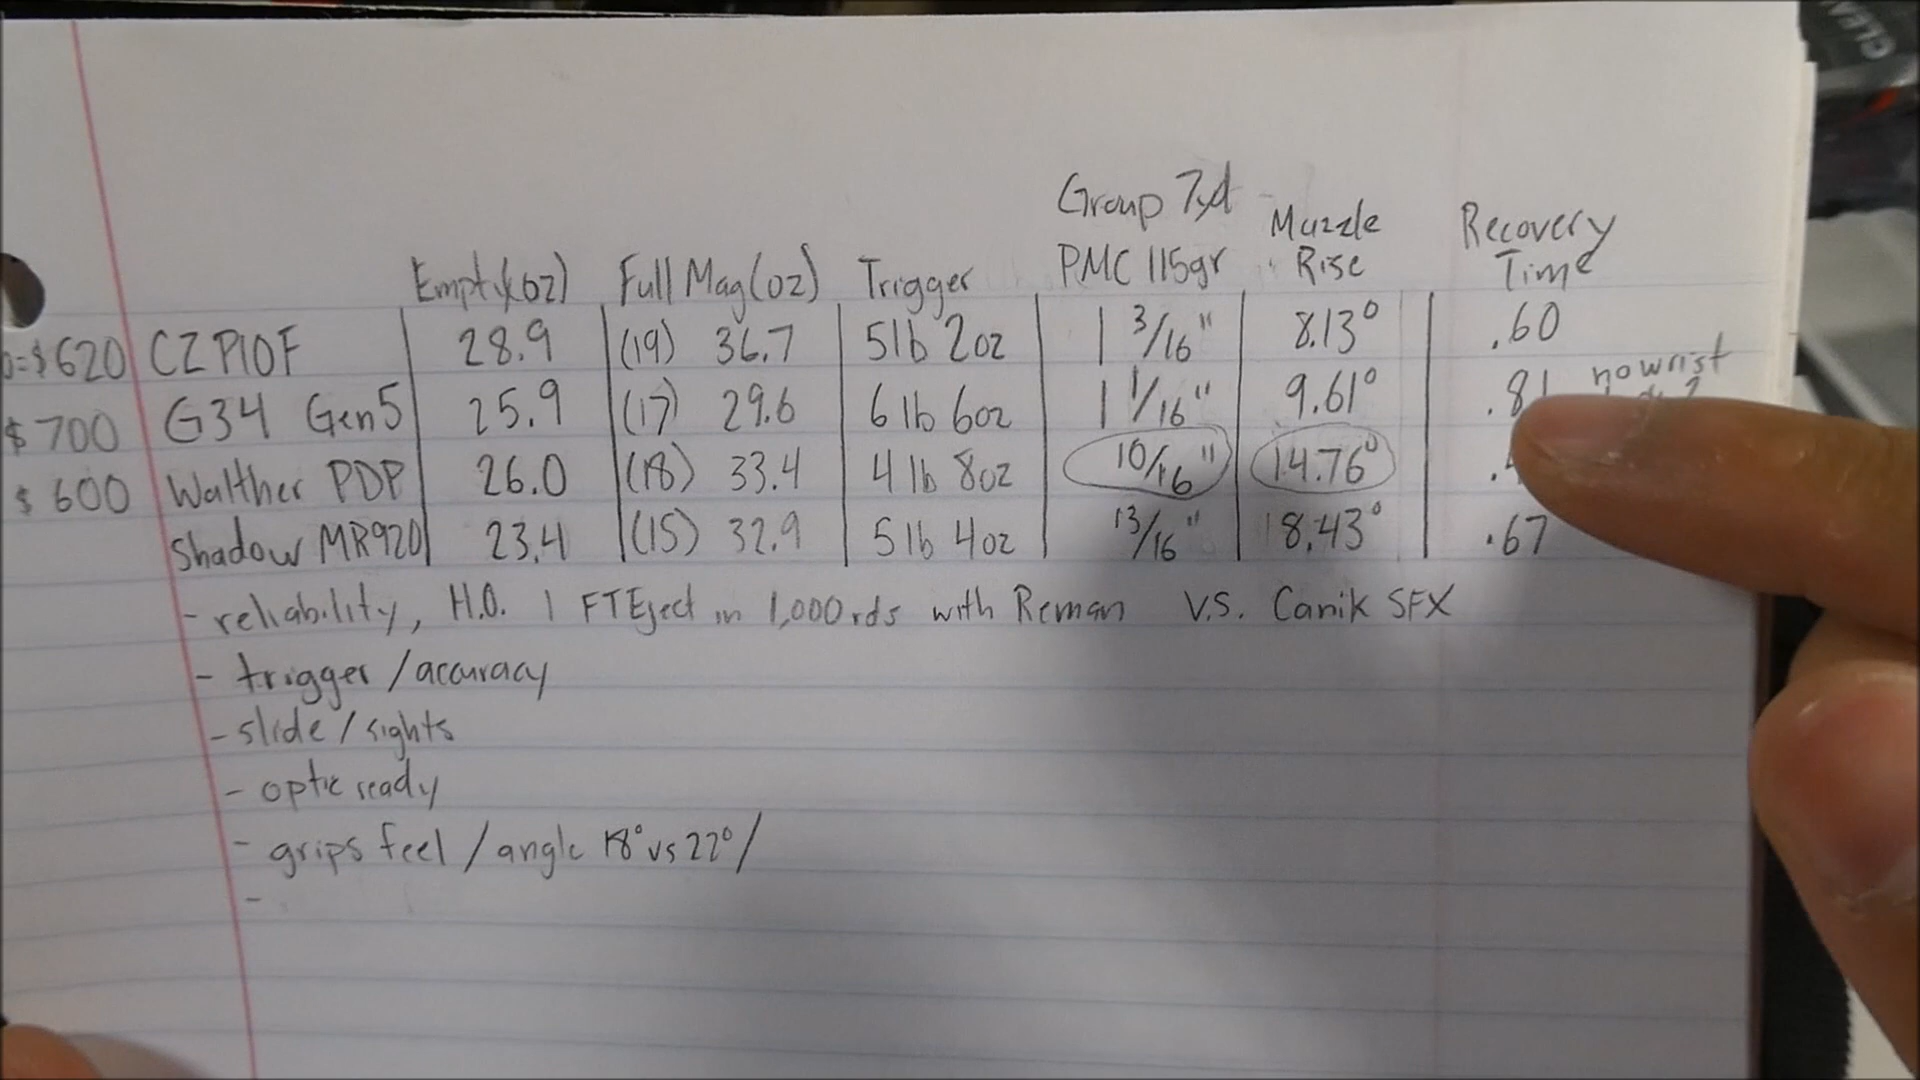 Group 7yd
Muzzle Recovery
Empty(oz) Full Mag(oz) Trigger PMC 115gr Rise Time
=$620 CZ P10F 28.9 (19) 36.7 5lb 2oz 1 3/16" 8.13° .60
no wrist
$700 G34 Gen5 25.9 (17) 29.6 6lb 6oz 1 1/16" 9.61° .81
$600 Walther PDP 26.0 (18) 33.4 4lb 8oz 10/16" 14.76°
Shadow MR920 23.4 (15) 32.9 5lb 4oz 13/16" 8.43° .67
- reliability, H.O. 1 FTEject in 1,000rds with Reman V.S. Canik SFX
- trigger/accuracy
- slide/sights
- optic ready
- grips feel/angle 18° vs 22°/
-
CLEA